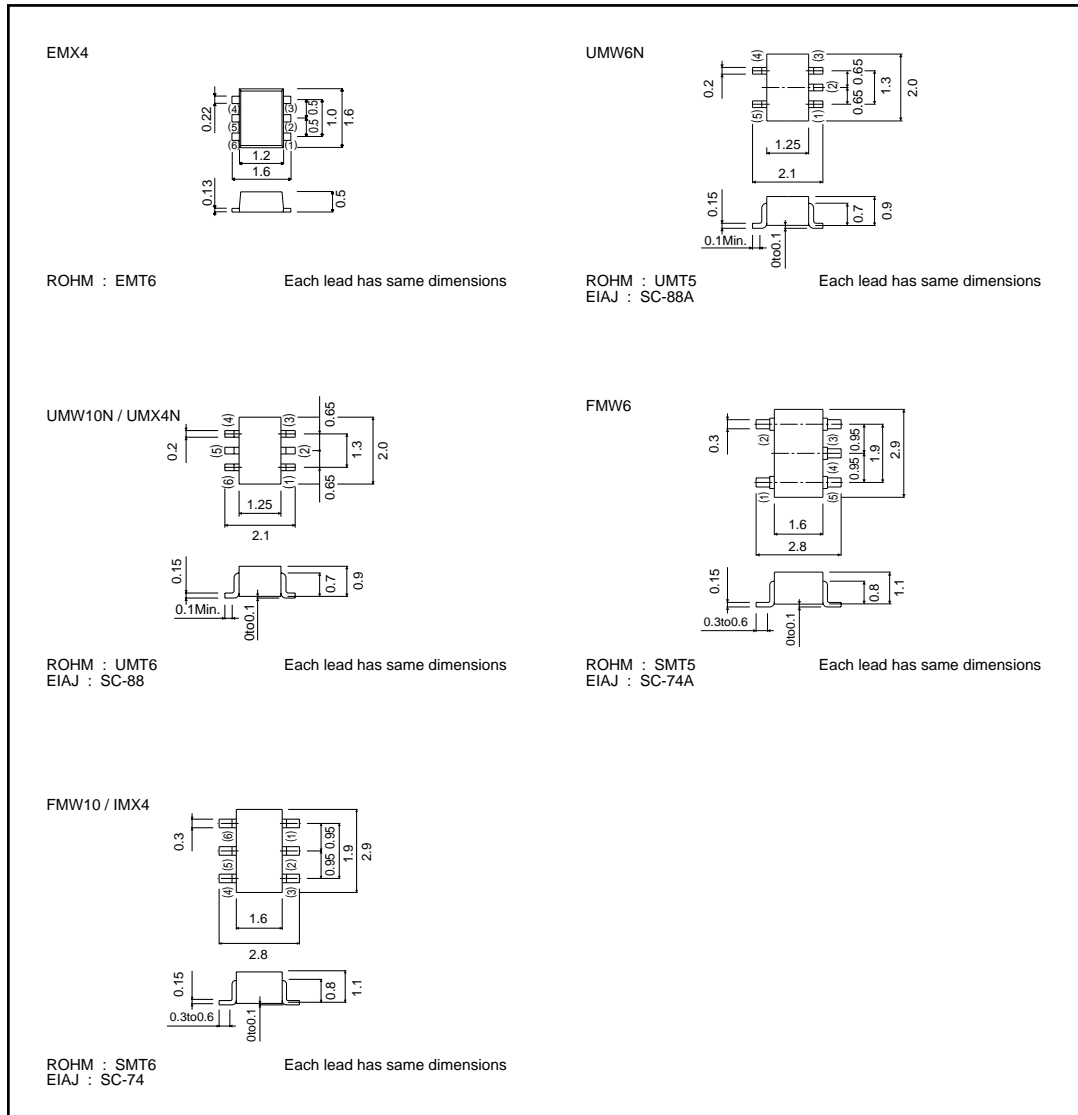 EMX4
0.22
(4)
(3)
0.5
0.5
1.0
1.6
(5)
(2)
(6)
(1)
1.2
1.6
0.13
0.5
ROHM : EMT6
Each lead has same dimensions
UMW6N
(4)
(3)
0.2
(2)
0.65
0.65
1.3
2.0
(5)
(1)
1.25
2.1
0.15
0.7
0.9
0.1Min.
0to0.1
ROHM : UMT5
Each lead has same dimensions
EIAJ : SC-88A
UMW10N / UMX4N
(4)
(3)
0.65
0.2
(5)
(2)
1.3
2.0
(6)
(1)
0.65
1.25
2.1
0.15
0.7
0.9
0.1Min.
0to0.1
ROHM : UMT6
Each lead has same dimensions
EIAJ : SC-88
FMW6
0.3
(2)
(3)
0.95
0.95
1.9
2.9
(4)
(1)
(5)
1.6
2.8
0.15
0.8
1.1
0.3to0.6
0to0.1
ROHM : SMT5
Each lead has same dimensions
EIAJ : SC-74A
FMW10 / IMX4
0.3
(6)
(1)
0.95
0.95
1.9
2.9
(5)
(2)
(4)
(3)
1.6
2.8
0.15
0.8
1.1
0.3to0.6
0to0.1
ROHM : SMT6
Each lead has same dimensions
EIAJ : SC-74